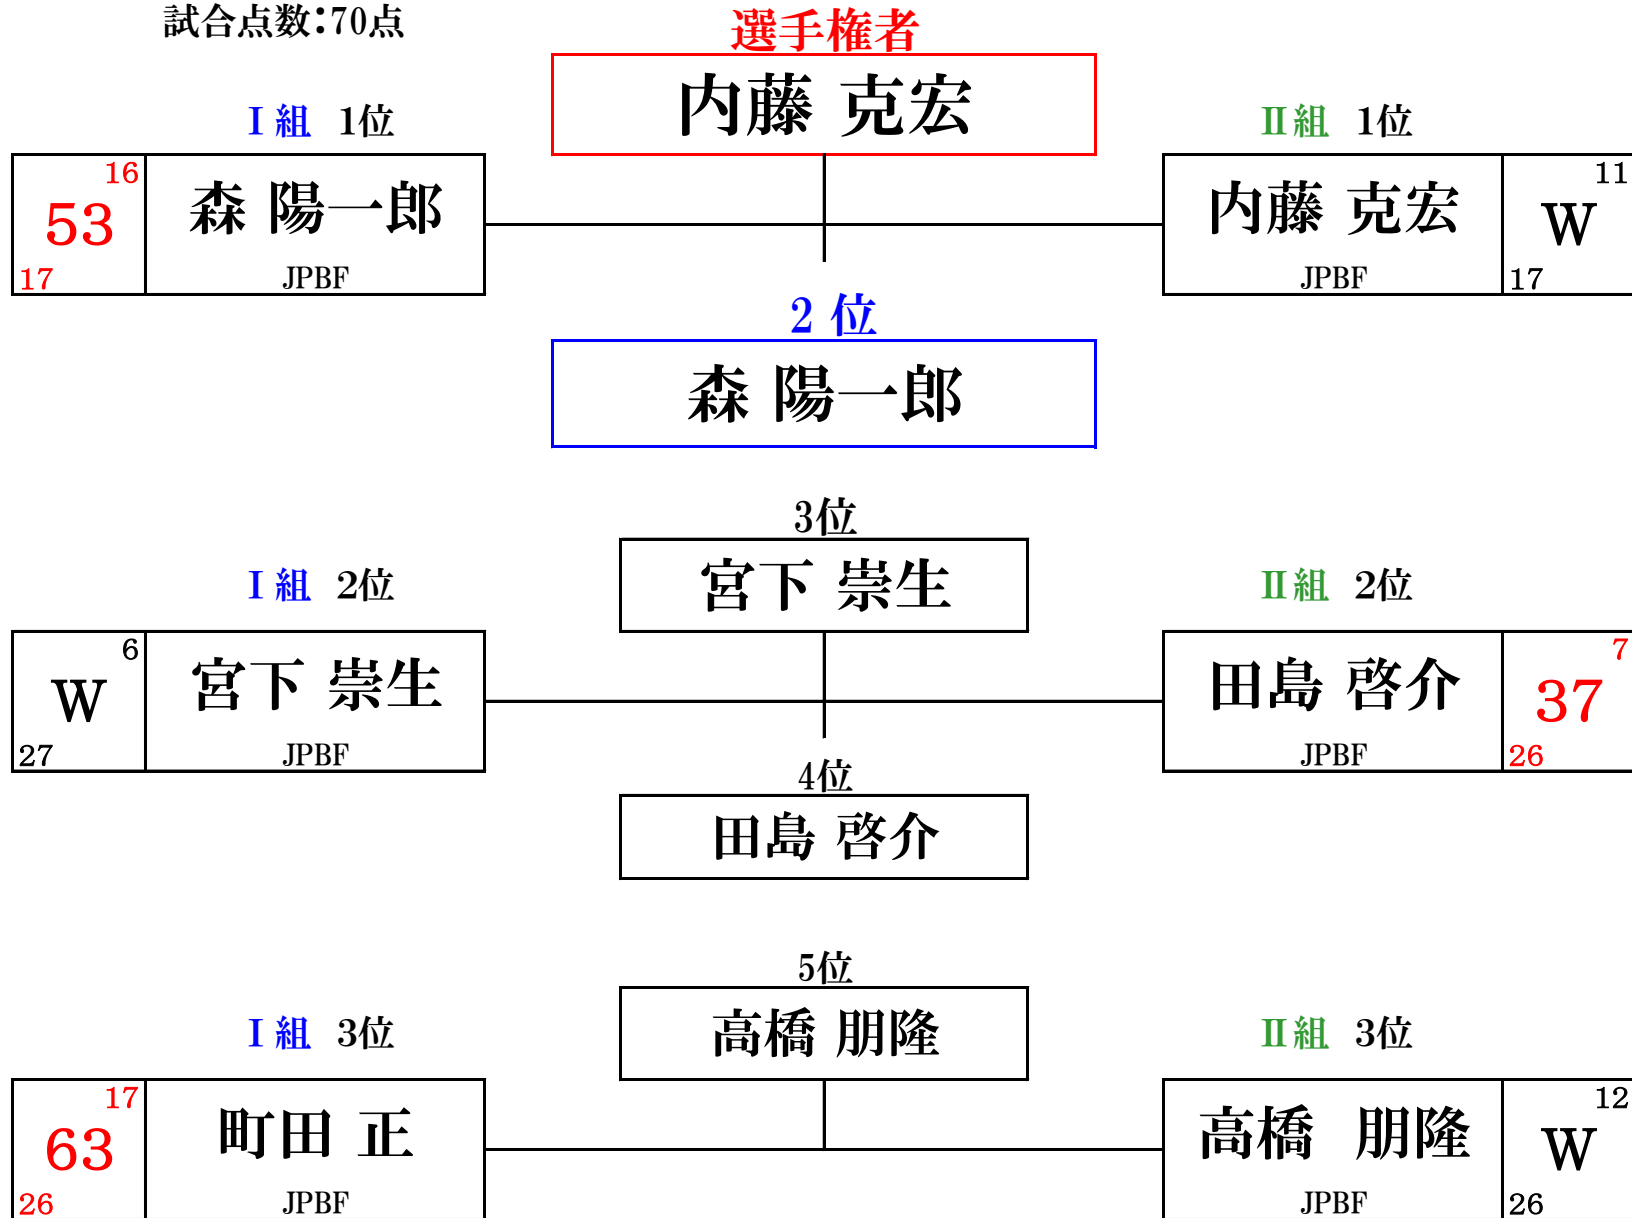 試合点数:70点
選手権者
内藤 克宏
Ⅰ組 1位
Ⅱ組 1位
16
53
17
森 陽一郎
JPBF
内藤 克宏
JPBF
11
W
17
2 位
森 陽一郎
3位
宮下 崇生
Ⅰ組 2位
Ⅱ組 2位
6
W
27
宮下 崇生
JPBF
田島 啓介
JPBF
7
37
26
4位
田島 啓介
5位
高橋 朋隆
Ⅰ組 3位
Ⅱ組 3位
17
63
26
町田 正
JPBF
高橋 朋隆
JPBF
12
W
26